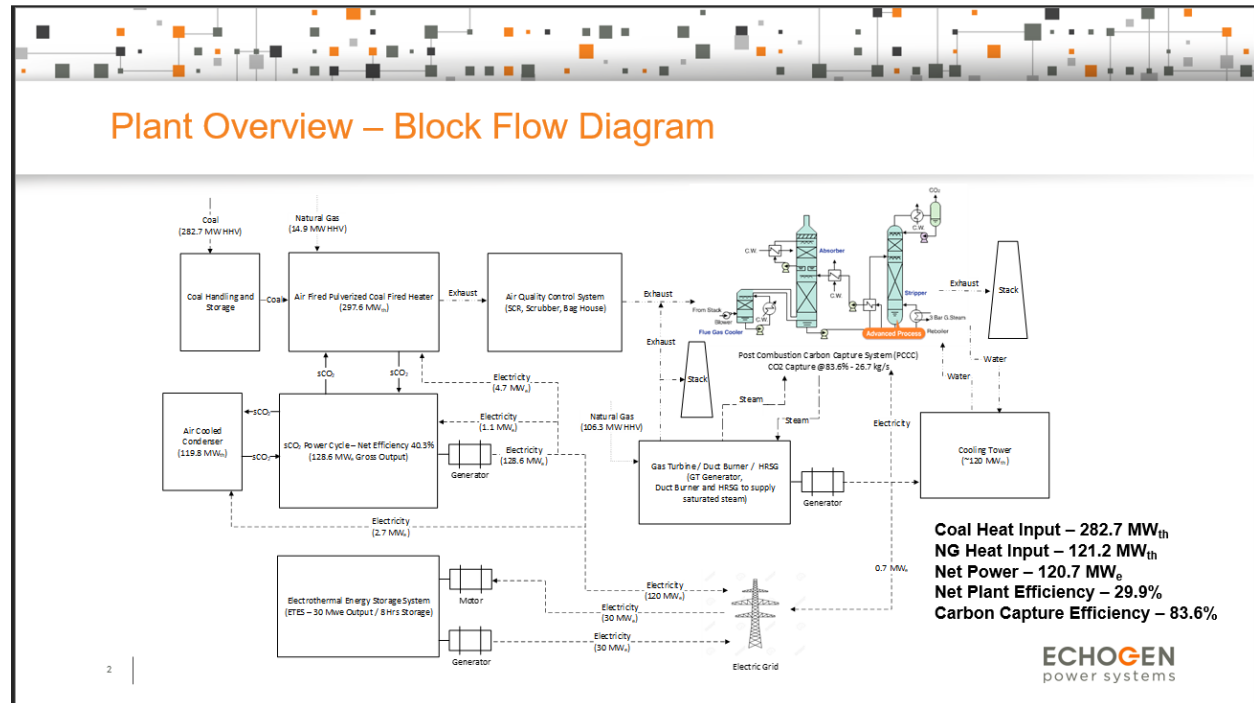 Plant Overview – Block Flow Diagram
Coal
(282.7 MW HHV)
Natural Gas
(14.9 MW HHV)
Coal Handling and
Storage
Coal
Air Fired Pulverized Coal Fired Heater
(297.6 MWth)
Exhaust
Air Quality Control System
(SCR, Scrubber, Bag House)
Exhaust
Exhaust
Stack
From Stack
Blower
C.W.
Flue Gas Cooler
C.W.
Absorber
C.W.
C.W.
CO₂
Stripper
3 Bar G.Steam
Reboiler
Advanced Process
Exhaust
Stack
Post Combustion Carbon Capture System (PCCC)
CO2 Capture @83.6% - 26.7 kg/s
Water
Water
sCO₂
sCO₂
Electricity
(4.7 MWe)
Electricity
(1.1 MWe)
Electricity
(128.6 MWe)
Air Cooled
Condenser
(119.8 MWth)
sCO₂
sCO₂
sCO₂ Power Cycle – Net Efficiency 40.3%
(128.6 MWe Gross Output)
Generator
Natural Gas
(106.3 MW HHV)
Steam
Steam
Gas Turbine / Duct Burner / HRSG
(GT Generator,
Duct Burner and HRSG to supply
saturated steam)
Generator
Electricity
Cooling Tower
(~120 MWth)
Electricity
(2.7 MWe)
Electrothermal Energy Storage System
(ETES – 30 Mwe Output / 8 Hrs Storage)
Motor
Generator
Electricity
(120 MWe)
Electricity
(30 MWe)
Electricity
(30 MWe)
0.7 MWe
Electric Grid
Coal Heat Input – 282.7 MWth
NG Heat Input – 121.2 MWth
Net Power – 120.7 MWe
Net Plant Efficiency – 29.9%
Carbon Capture Efficiency – 83.6%
2
ECHOGEN
power systems